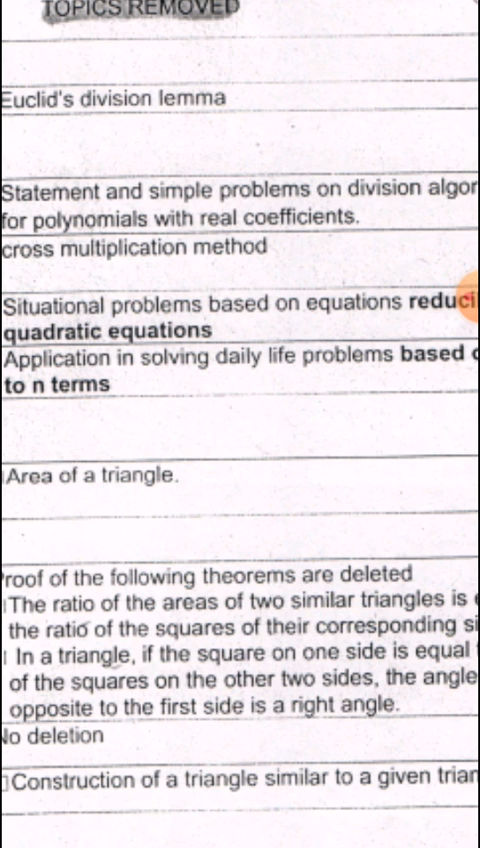 TOPICS REMOVED
Euclid's division lemma
Statement and simple problems on division algor
for polynomials with real coefficients.
cross multiplication method
Situational problems based on equations reduci
quadratic equations
Application in solving daily life problems based
to n terms
Area of a triangle.
roof of the following theorems are deleted
The ratio of the areas of two similar triangles is
the ratio of the squares of their corresponding si
In a triangle, if the square on one side is equal
of the squares on the other two sides, the angle
opposite to the first side is a right angle.
No deletion
Construction of a triangle similar to a given trian